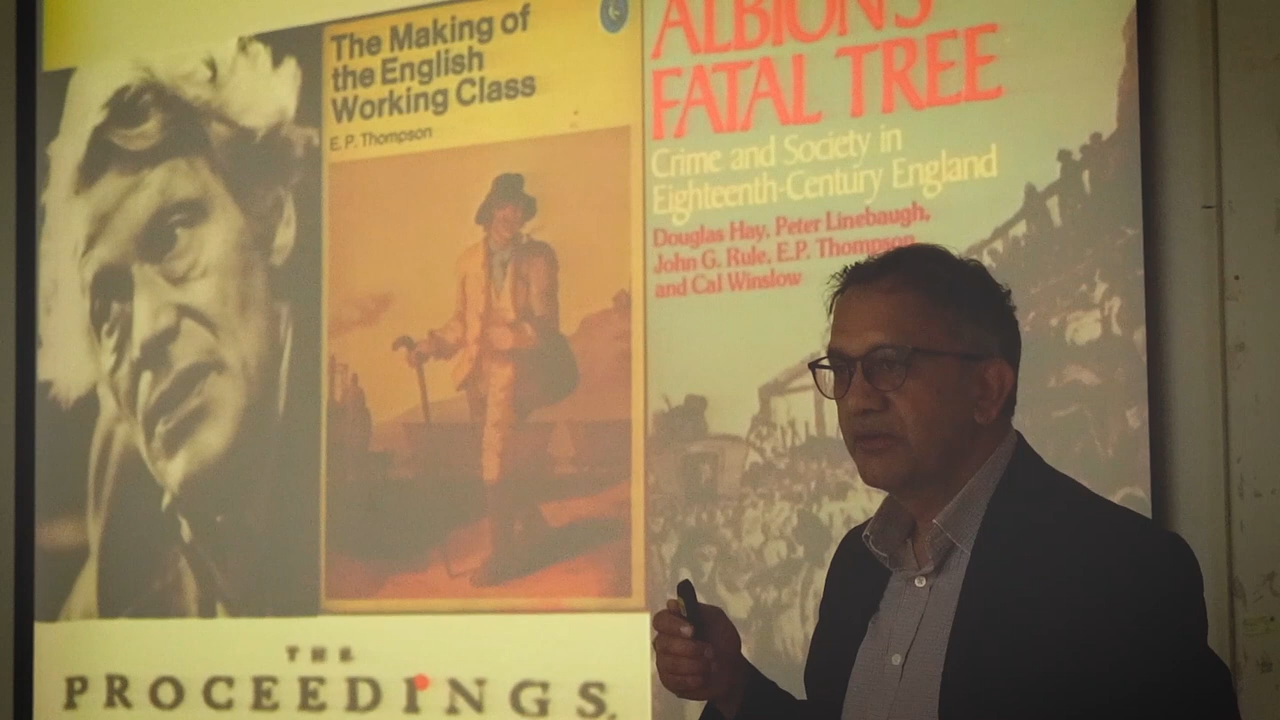 The Making of
the English
Working Class
E. P. Thompson
ALBION'S
FATAL TREE
Crime and Society in
Eighteenth-Century England
Douglas Hay, Peter Linebaugh,
John G. Rule, E.P. Thompson
and Cal Winslow
THE
PROCEEDINGS,